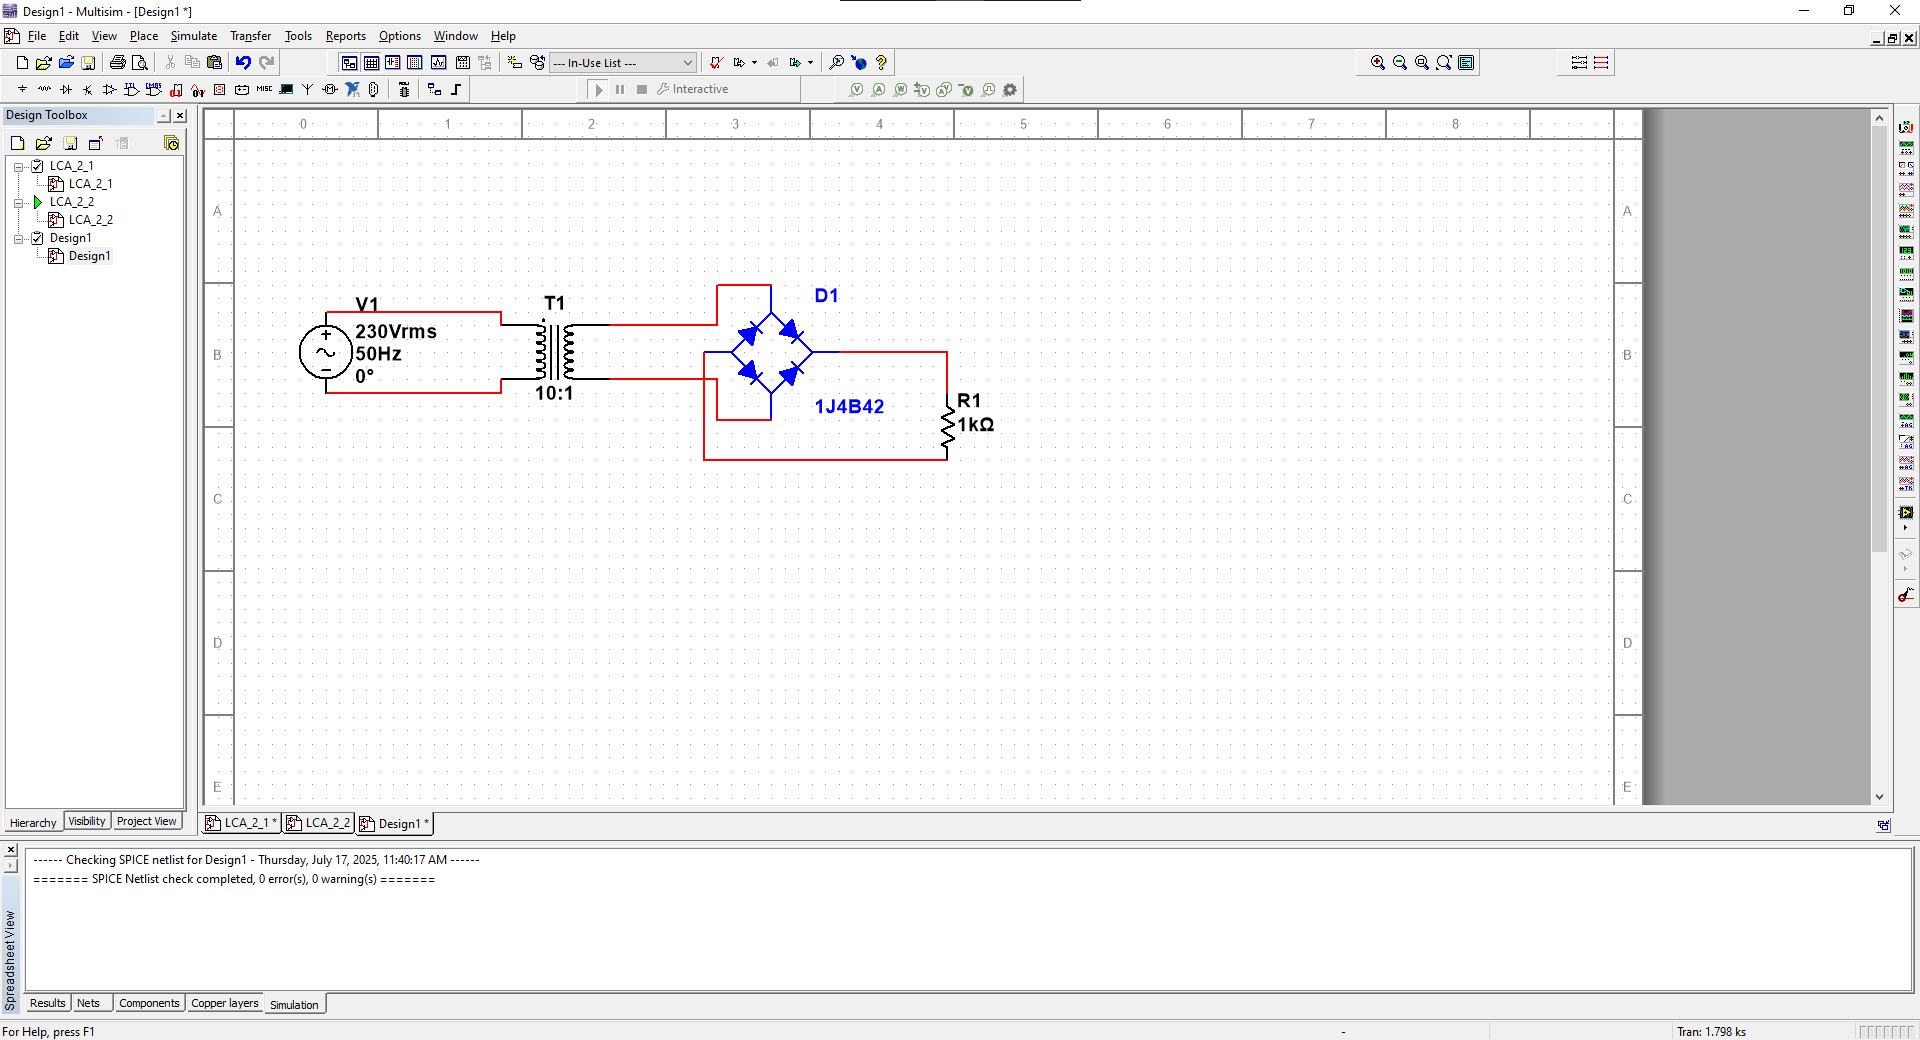 Design1 - Multisim - [Design1 *]
File Edit View Place Simulate Transfer Tools Reports Options Window Help
--- In-Use List ---
Interactive
Design Toolbox
LCA_2_1
LCA_2_1
LCA_2_2
LCA_2_2
Design1
Design1
Hierarchy Visibility Project View
0 1 2 3 4 5 6 7 8
A A
B B
C C
D D
E E
V1
230Vrms
50Hz
0°
T1
10:1
D1
1J4B42
R1
1kΩ
LCA_2_1 * LCA_2_2 Design1 *
------ Checking SPICE netlist for Design1 - Thursday, July 17, 2025, 11:40:17 AM ------
======= SPICE Netlist check completed, 0 error(s), 0 warning(s) =======
Spreadsheet View
Results Nets Components Copper layers Simulation
For Help, press F1
- Tran: 1.798 ks